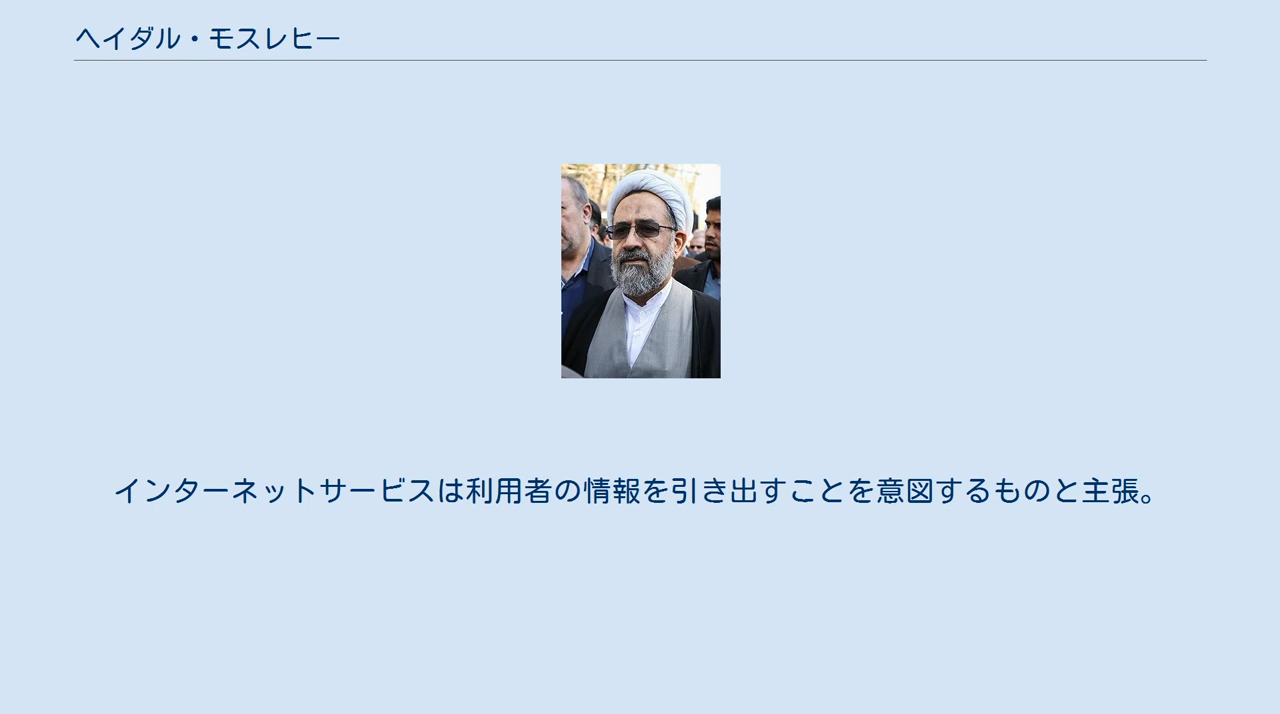 ヘイダル・モスレヒー
インターネットサービスは利用者の情報を引き出すことを意図するものと主張。